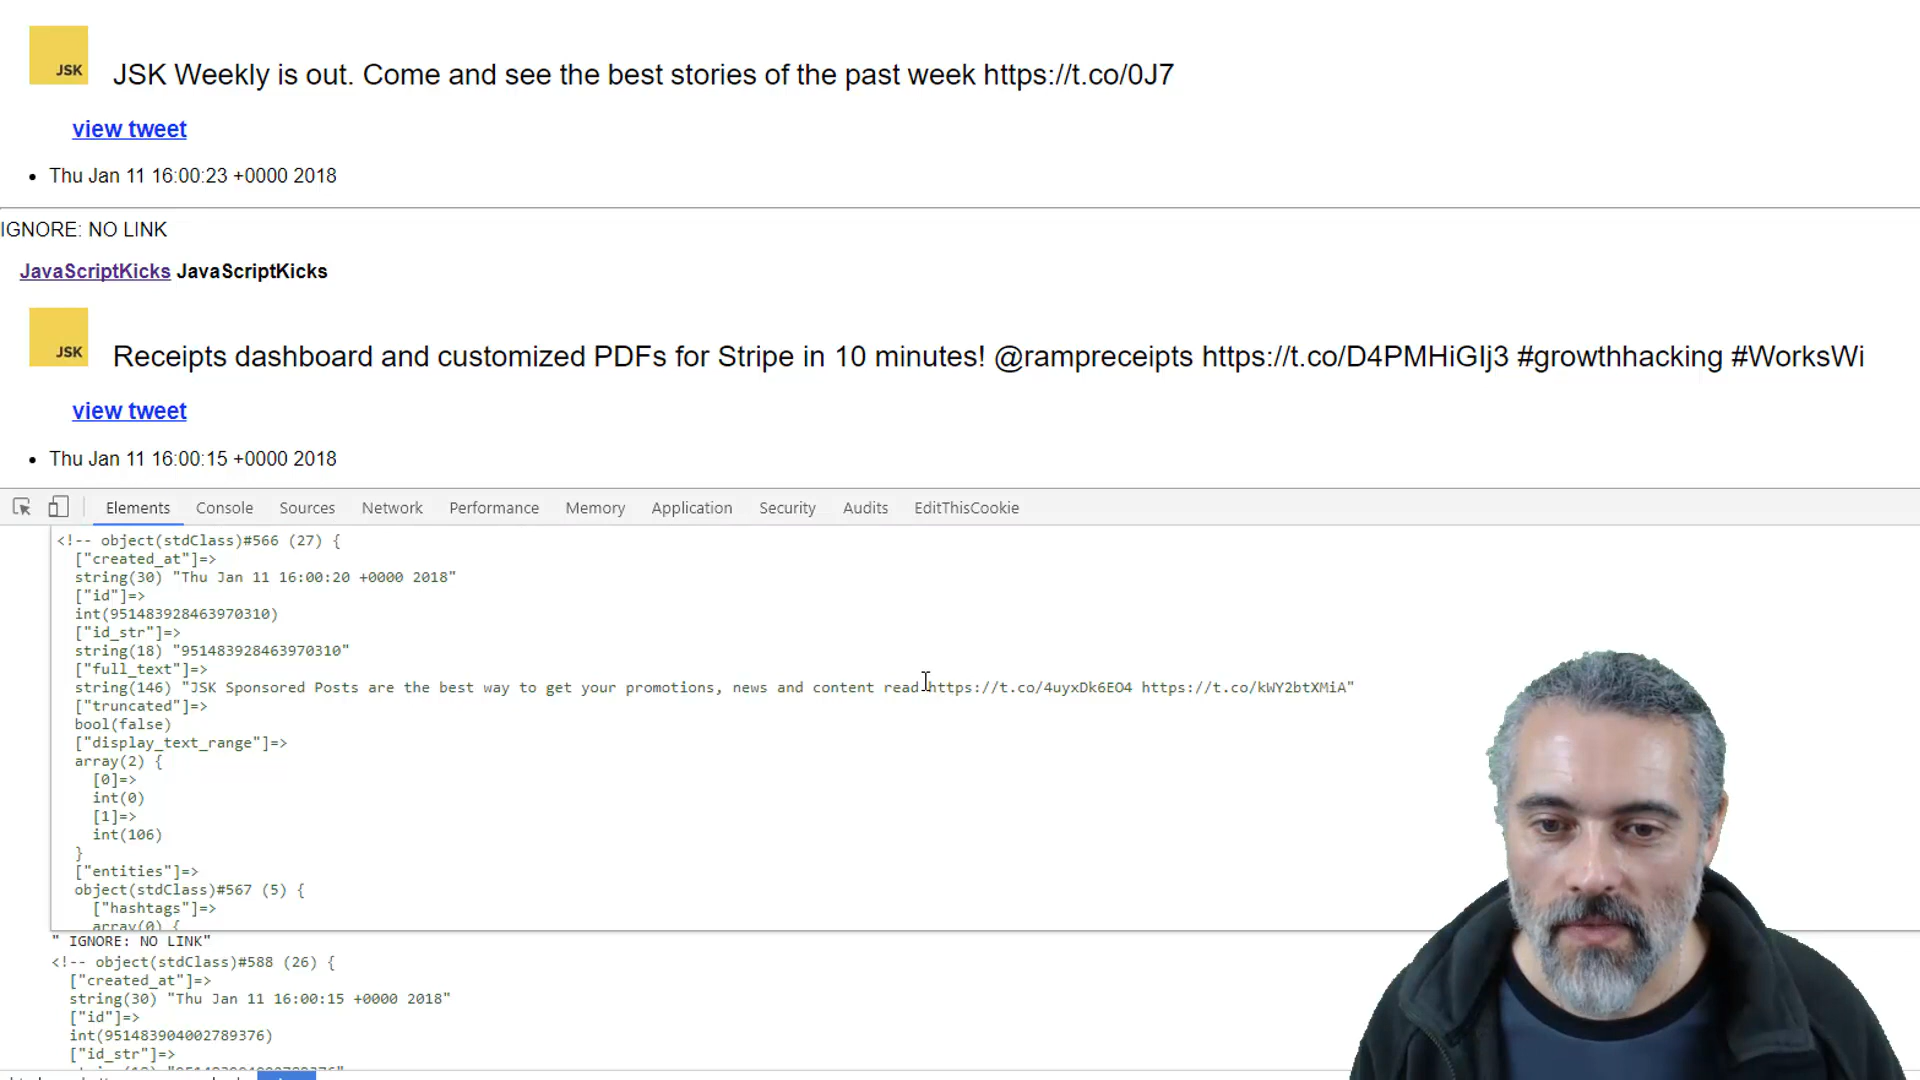 JSK
JSK Weekly is out. Come and see the best stories of the past week https://t.co/0J7
view tweet
• Thu Jan 11 16:00:23 +0000 2018
IGNORE: NO LINK
JavaScriptKicks JavaScriptKicks
JSK
Receipts dashboard and customized PDFs for Stripe in 10 minutes! @rampreceipts https://t.co/D4PMHiGIj3 #growthhacking #WorksWi
view tweet
• Thu Jan 11 16:00:15 +0000 2018
Elements Console Sources Network Performance Memory Application Security Audits EditThisCookie
<!-- object(stdClass)#566 (27) {
["created_at"]=>
string(30) "Thu Jan 11 16:00:20 +0000 2018"
["id"]=>
int(951483928463970310)
["id_str"]=>
string(18) "951483928463970310"
["full_text"]=>
string(146) "JSK Sponsored Posts are the best way to get your promotions, news and content read https://t.co/4uyxDk6EO4 https://t.co/kWY2btXMiA"
["truncated"]=>
bool(false)
["display_text_range"]=>
array(2) {
[0]=>
int(0)
[1]=>
int(106)
}
["entities"]=>
object(stdClass)#567 (5) {
["hashtags"]=>
array(0) {
" IGNORE: NO LINK"
<!-- object(stdClass)#588 (26) {
["created_at"]=>
string(30) "Thu Jan 11 16:00:15 +0000 2018"
["id"]=>
int(951483904002789376)
["id_str"]=>